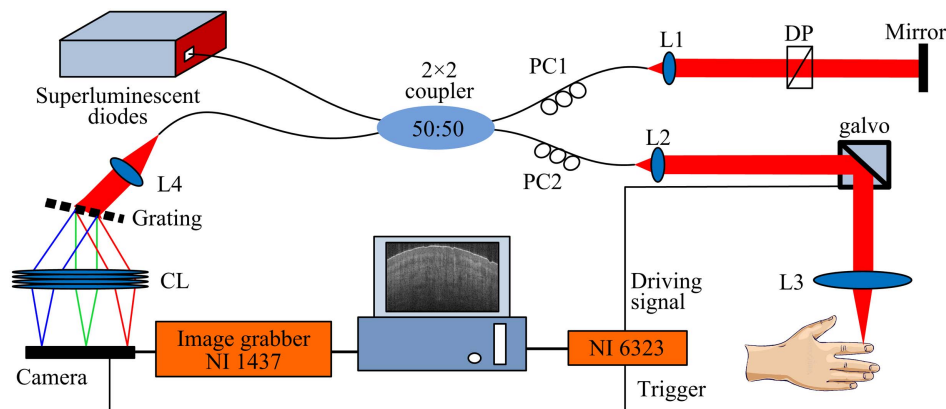 L1
DP
Mirror
PC1
2×2
coupler
Superluminescent
diodes
50:50
galvo
L2
L4
PC2
Grating
CL
Driving
signal
L3
Image grabber
NI 1437
NI 6323
Camera
Trigger